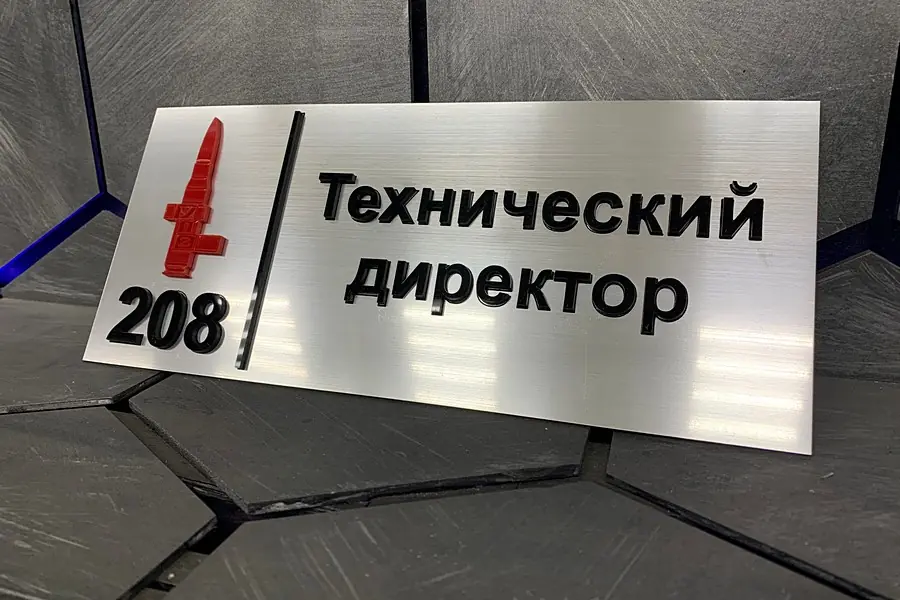 208
Технический
директор